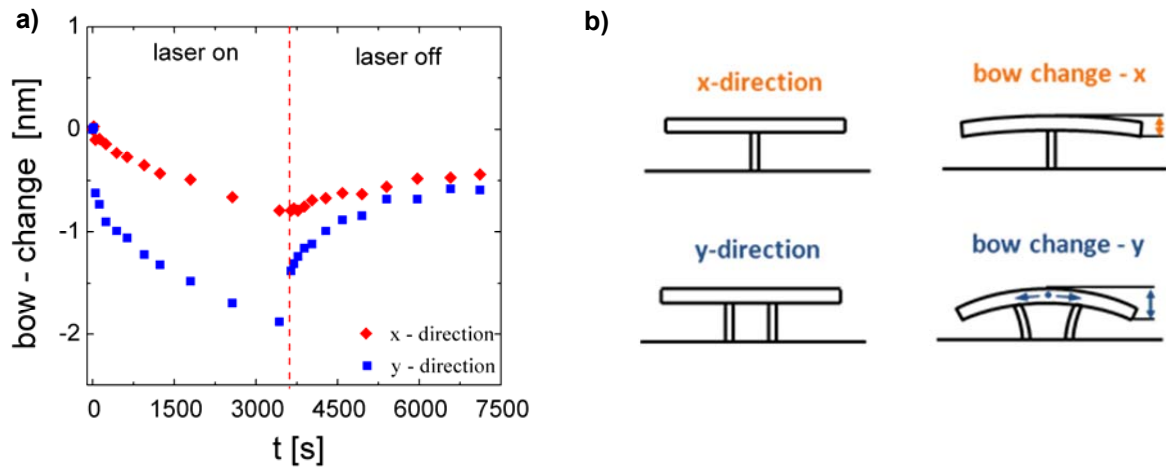 a)
laser on
laser off
bow - change [nm]
1
0
-1
-2
x - direction
y - direction
0
1500
3000
4500
6000
7500
t [s]
b)
x-direction
bow change - x
y-direction
bow change - y